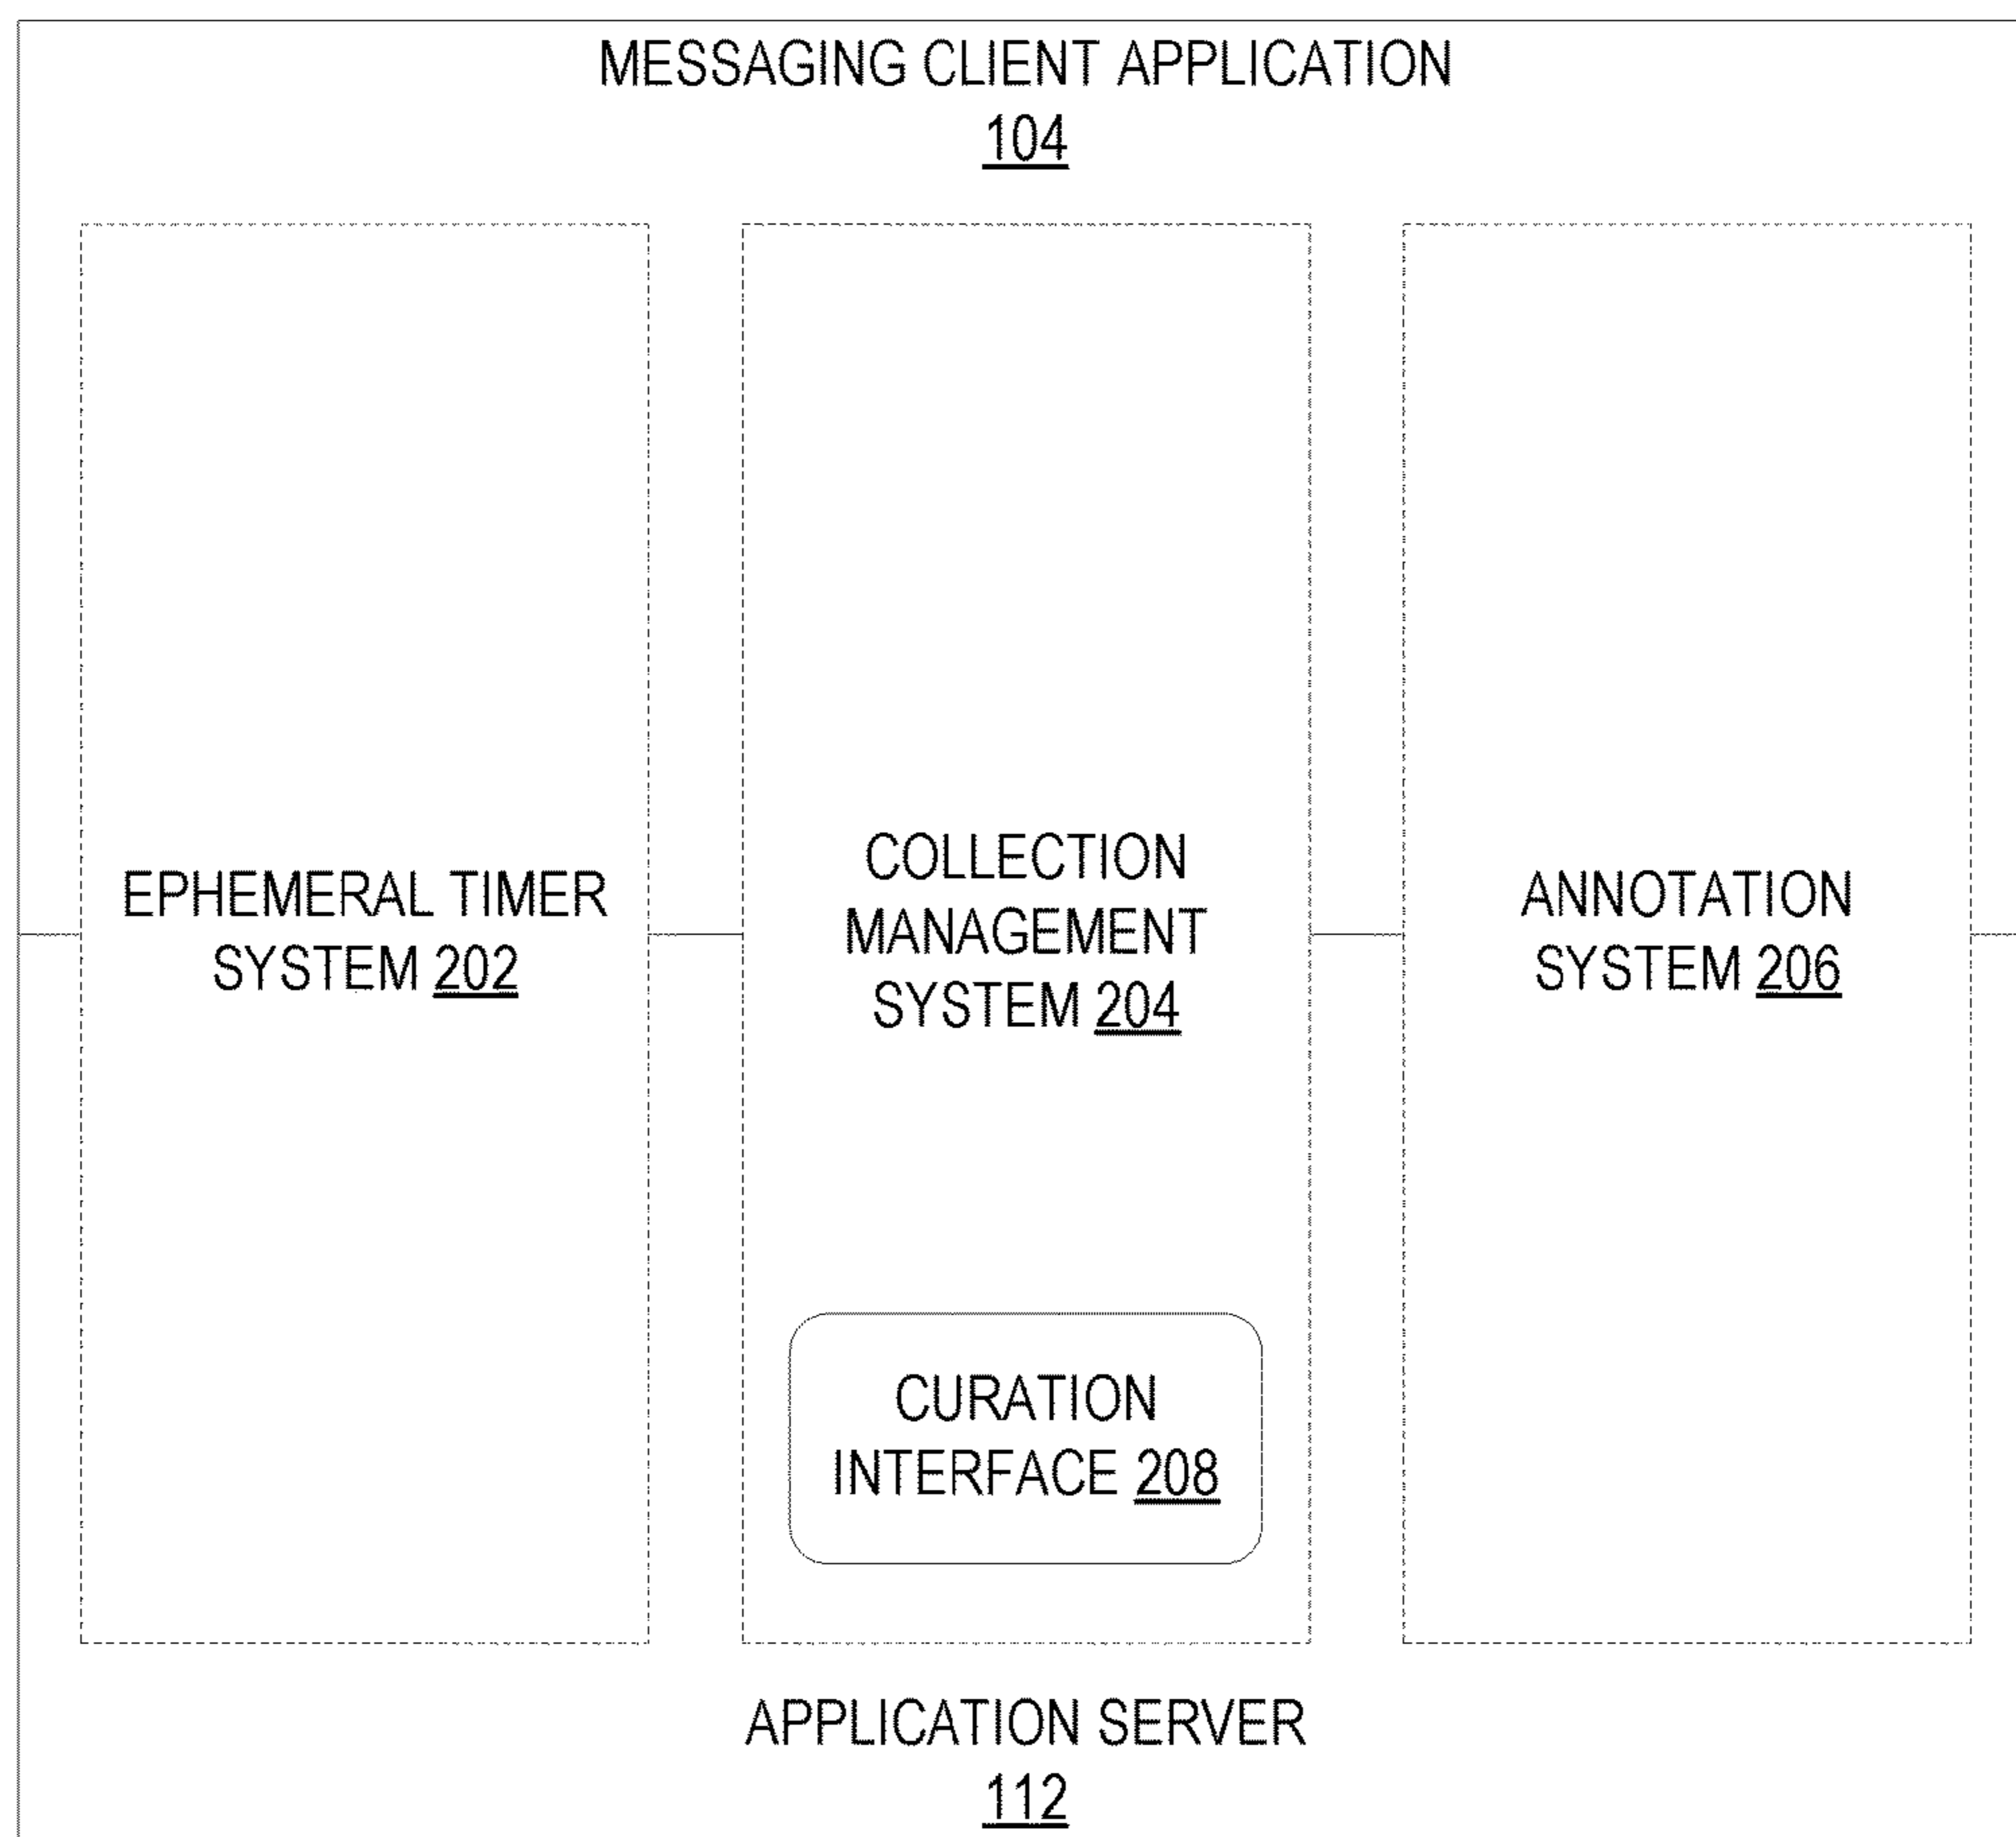 MESSAGING CLIENT APPLICATION
104
EPHEMERAL TIMER
SYSTEM 202
COLLECTION
MANAGEMENT
SYSTEM 204
ANNOTATION
SYSTEM 206
CURATION
INTERFACE 208
APPLICATION SERVER
112